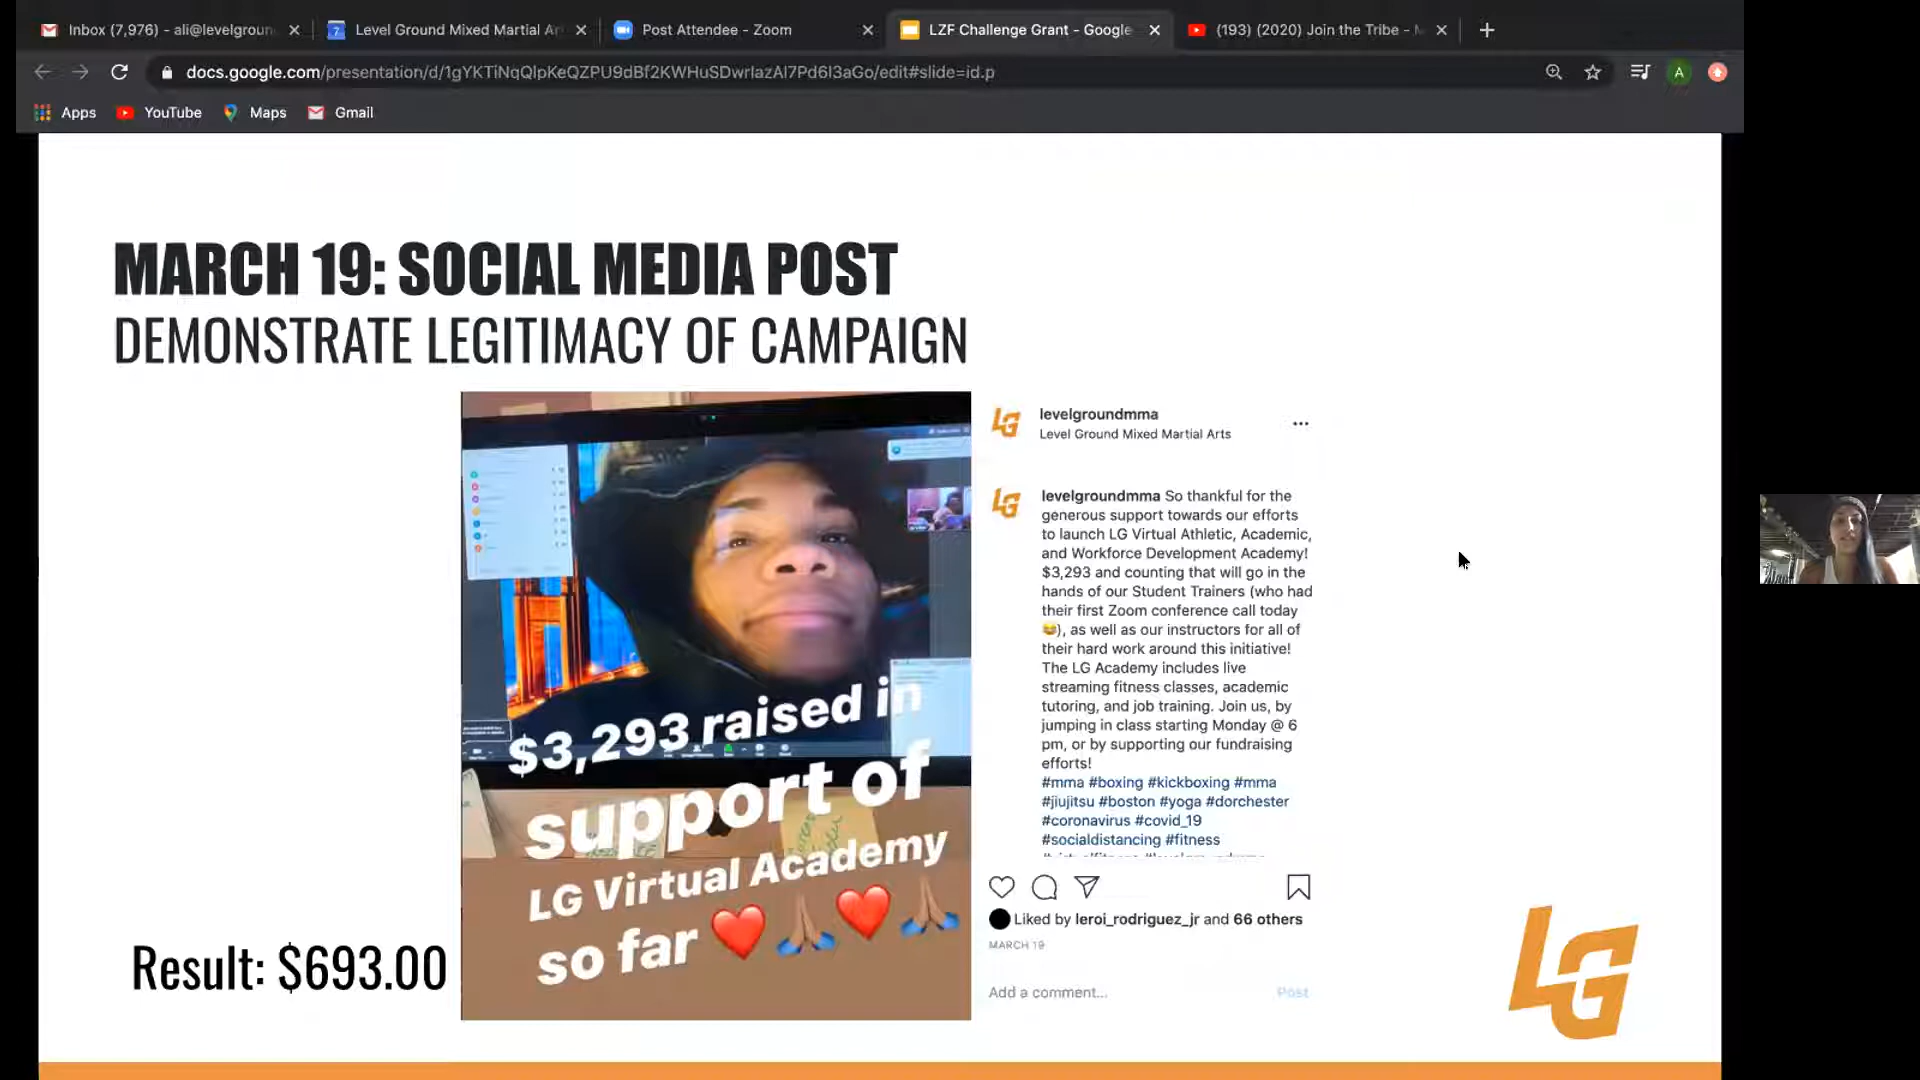 Inbox (7,976) - ali@levelgroun
Level Ground Mixed Martial Ar
Post Attendee - Zoom
LZF Challenge Grant - Google
(193) (2020) Join the Tribe -
docs.google.com/presentation/d/1gYKTiNqQlpKeQZPU9dBf2KWHuSDwrlazAl7Pd6l3aGo/edit#slide=id.p
A
Apps
YouTube
Maps
Gmail
MARCH 19: SOCIAL MEDIA POST
DEMONSTRATE LEGITIMACY OF CAMPAIGN
$3,293 raised in
support of
LG Virtual Academy
so far ❤️🙏🏾❤️🙏🏾
Result: $693.00
LG
levelgroundmma
Level Ground Mixed Martial Arts
LG
levelgroundmma So thankful for the
generous support towards our efforts
to launch LG Virtual Athletic, Academic,
and Workforce Development Academy!
$3,293 and counting that will go in the
hands of our Student Trainers (who had
their first Zoom conference call today
😂), as well as our instructors for all of
their hard work around this initiative!
The LG Academy includes live
streaming fitness classes, academic
tutoring, and job training. Join us, by
jumping in class starting Monday @ 6
pm, or by supporting our fundraising
efforts!
#mma #boxing #kickboxing #mma
#jiujitsu #boston #yoga #dorchester
#coronavirus #covid_19
#socialdistancing #fitness
Liked by leroi_rodriguez_jr and 66 others
MARCH 19
Add a comment...
Post
LG